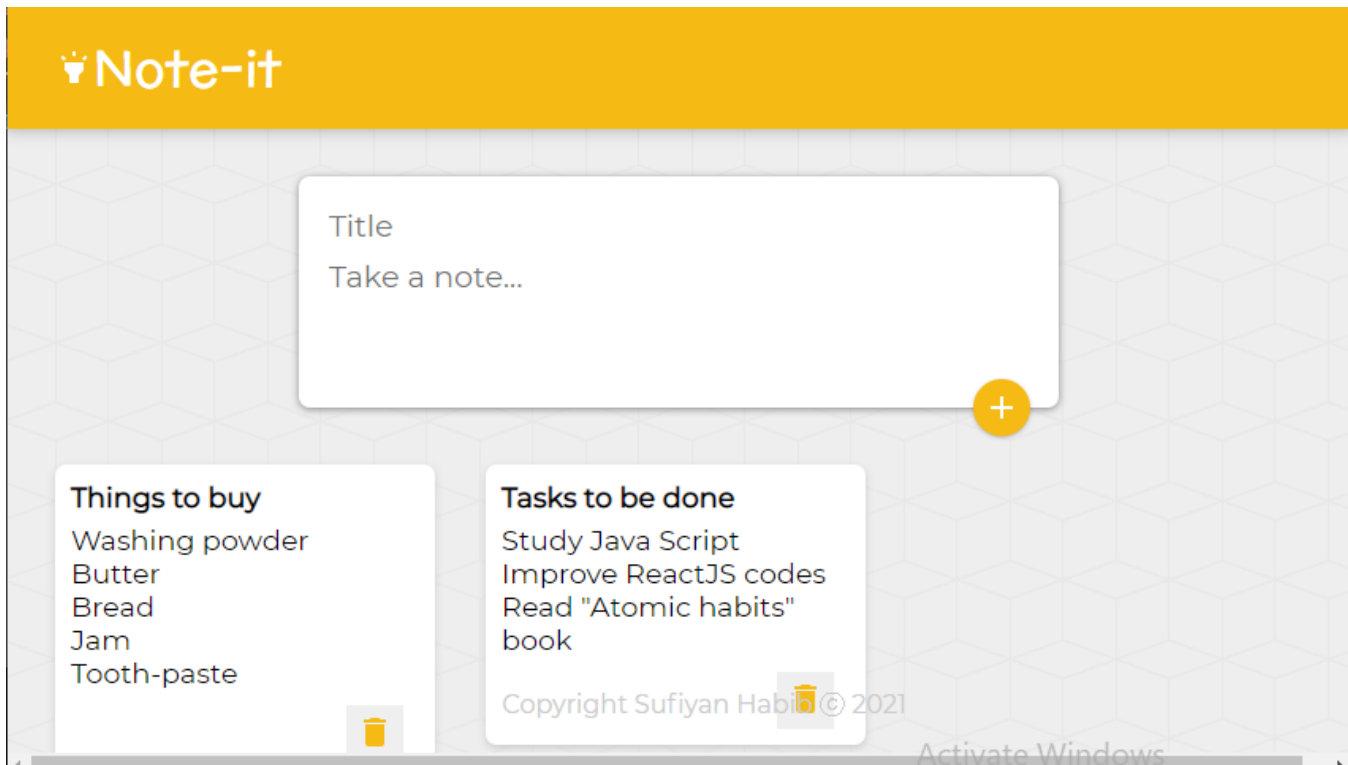 Note-it
Title
Take a note...
Things to buy
Washing powder
Butter
Bread
Jam
Tooth-paste
Tasks to be done
Study Java Script
Improve ReactJS codes
Read "Atomic habits"
book
Copyright Sufiyan Habib © 2021
Activate Windows